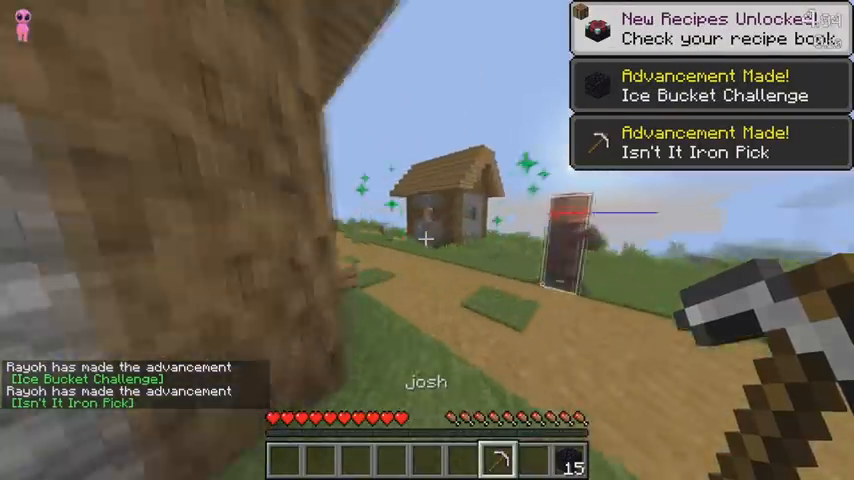 New Recipes Unlocked!
Check your recipe book
Advancement Made!
Ice Bucket Challenge
Advancement Made!
Isn't It Iron Pick
Rayoh has made the advancement
[Ice Bucket Challenge]
Rayoh has made the advancement
[Isn't It Iron Pick]
josh
15